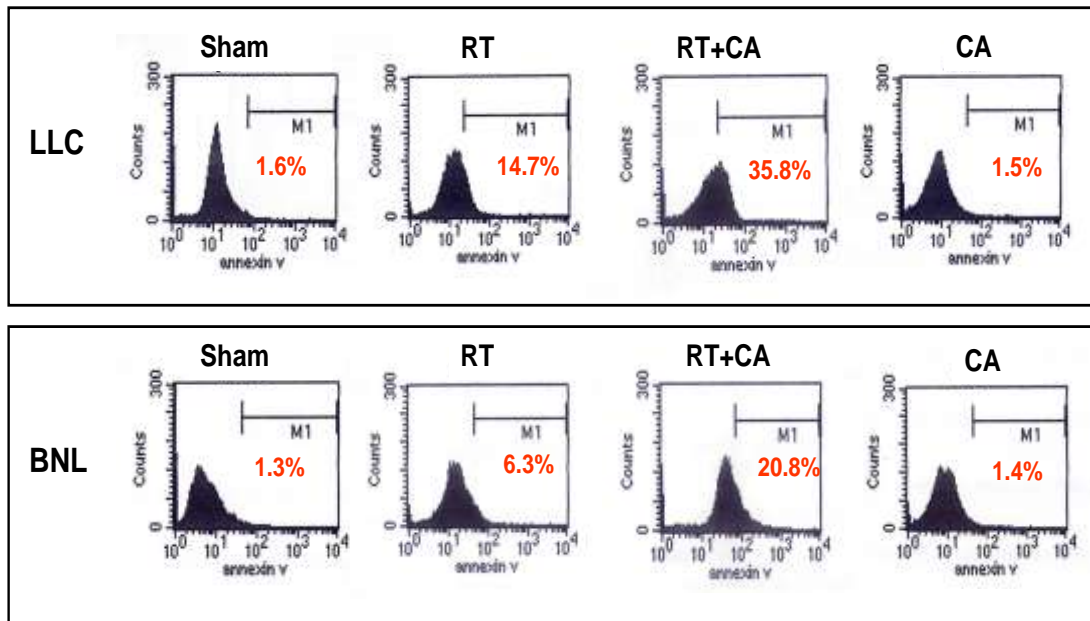 Sham RT RT+CA CA
LLC
300 Counts 0 M1 1.6% 10^0 10^1 10^2 10^3 10^4 annexin v
300 Counts 0 M1 14.7% 10^0 10^1 10^2 10^3 10^4 annexin v
300 Counts 0 M1 35.8% 10^0 10^1 10^2 10^3 10^4 annexin v
300 Counts 0 M1 1.5% 10^0 10^1 10^2 10^3 10^4 annexin v
Sham RT RT+CA CA
BNL
300 Counts 0 M1 1.3% 10^0 10^1 10^2 10^3 10^4 annexin v
300 Counts 0 M1 6.3% 10^0 10^1 10^2 10^3 10^4 annexin v
300 Counts 0 M1 20.8% 10^0 10^1 10^2 10^3 10^4 annexin v
300 Counts 0 M1 1.4% 10^0 10^1 10^2 10^3 10^4 annexin v